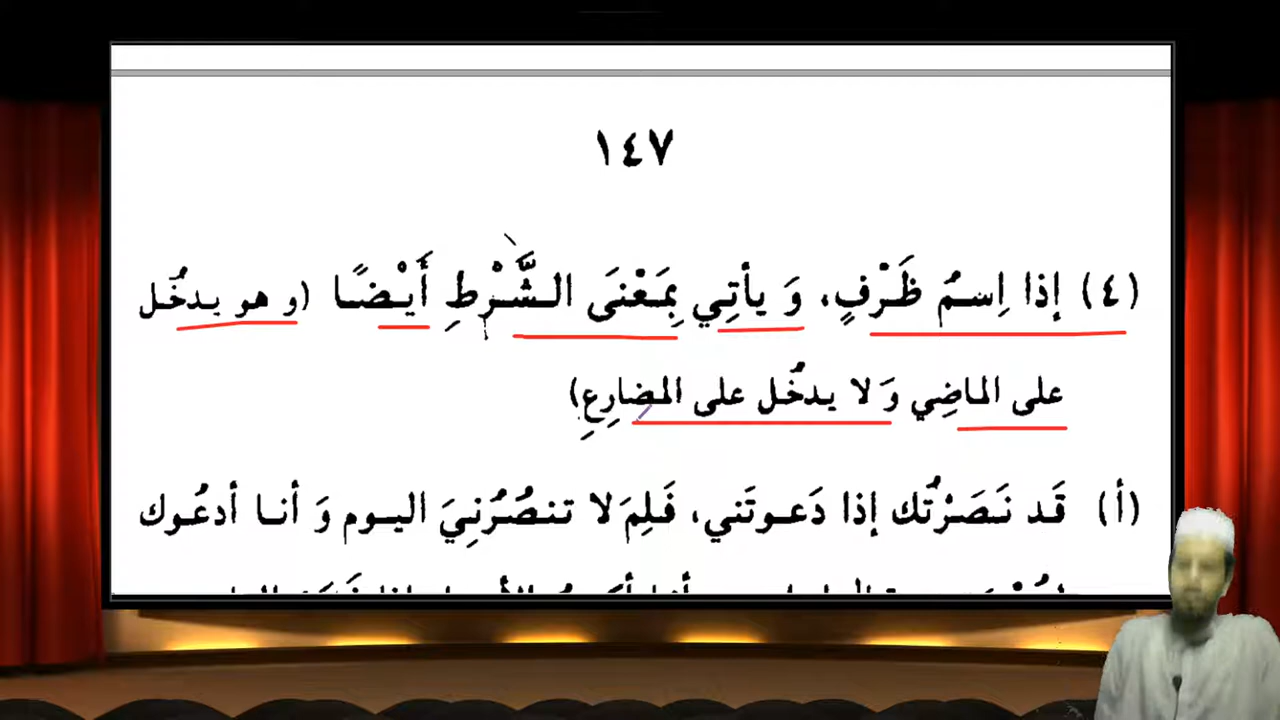 ١٤٧
(٤) إذا اِسمُ ظَرْفٍ، وَ يأتِي بِمَعْنَى الشَّرْطِ أَيْضًا (و هو يدخُل
على الماضِي وَ لا يدخُل على المضارِعِ)
(أ) قَد نَصَرْتُك إذا دَعوتَني، فَلِمَ لا تنصُرُنِيَ اليوم وَ أنا أدعُوك